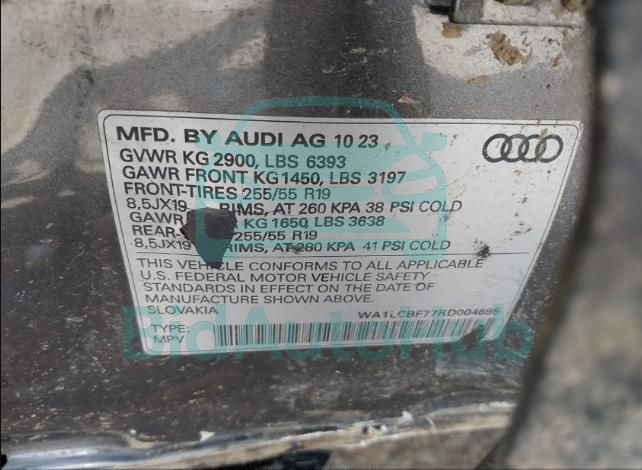 MFD. BY AUDI AG 10 23
GVWR KG 2900, LBS 6393
GAWR FRONT KG 1450, LBS 3197
FRONT-TIRES 255/55 R19
8,5JX19 RIMS, AT 260 KPA 38 PSI COLD
GAWR KG 1650, LBS 3638
REAR 255/55 R19
8,5JX19 RIMS, AT 280 KPA 41 PSI COLD
THIS VEHICLE CONFORMS TO ALL APPLICABLE
U.S. FEDERAL MOTOR VEHICLE SAFETY
STANDARDS IN EFFECT ON THE DATE OF
MANUFACTURE SHOWN ABOVE.
SLOVAKIA WA1LCBF77RD004695
TYPE:
MPV
BidAutoHub